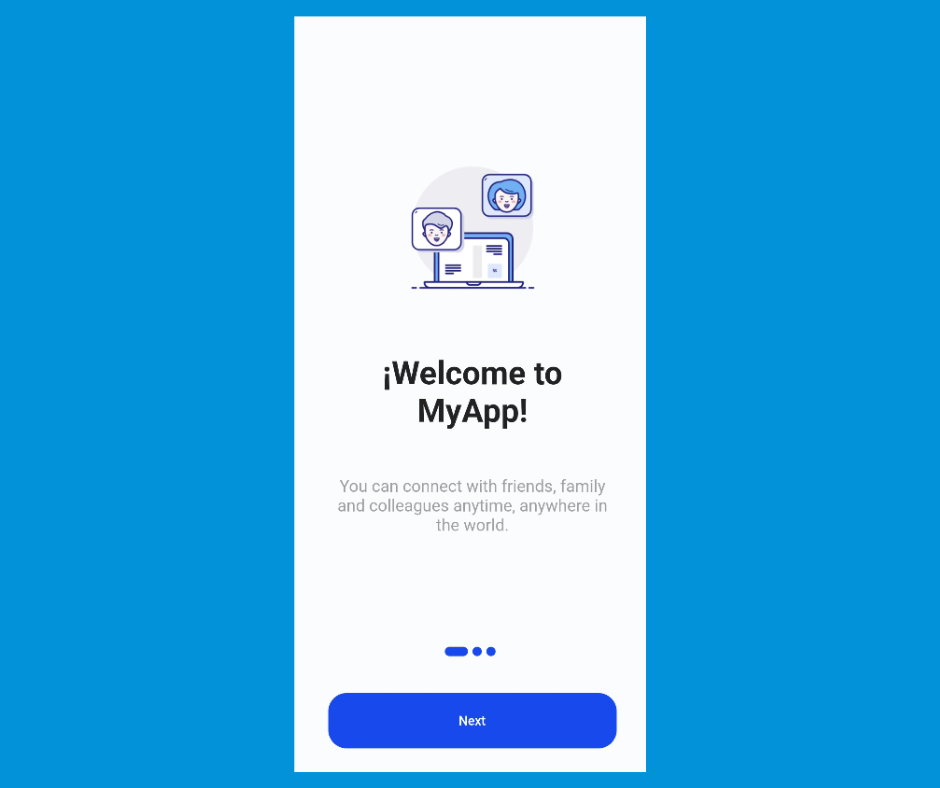 ¡Welcome to
MyApp!
You can connect with friends, family
and colleagues anytime, anywhere in
the world.
Next